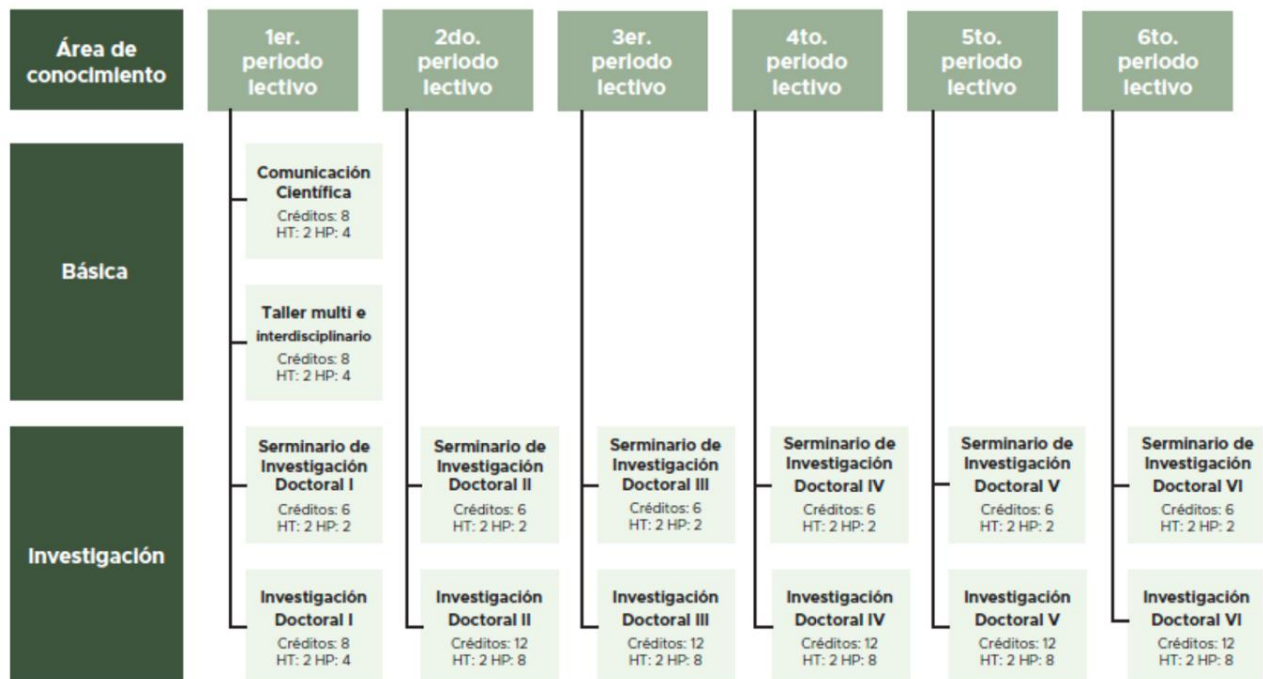 Área de
conocimiento
1er.
periodo
lectivo
2do.
periodo
lectivo
3er.
periodo
lectivo
4to.
periodo
lectivo
5to.
periodo
lectivo
6to.
periodo
lectivo
Básica
Comunicación
Científica
Créditos: 8
HT: 2 HP: 4
Taller multi e
interdisciplinario
Créditos: 8
HT: 2 HP: 4
Investigación
Serminario de
Investigación
Doctoral I
Créditos: 6
HT: 2 HP: 2
Serminario de
Investigación
Doctoral II
Créditos: 6
HT: 2 HP: 2
Serminario de
Investigación
Doctoral III
Créditos: 6
HT: 2 HP: 2
Serminario de
Investigación
Doctoral IV
Créditos: 6
HT: 2 HP: 2
Serminario de
Investigación
Doctoral V
Créditos: 6
HT: 2 HP: 2
Serminario de
Investigación
Doctoral VI
Créditos: 6
HT: 2 HP: 2
Investigación
Doctoral I
Créditos: 8
HT: 2 HP: 4
Investigación
Doctoral II
Créditos: 12
HT: 2 HP: 8
Investigación
Doctoral III
Créditos: 12
HT: 2 HP: 8
Investigación
Doctoral IV
Créditos: 12
HT: 2 HP: 8
Investigación
Doctoral V
Créditos: 12
HT: 2 HP: 8
Investigación
Doctoral VI
Créditos: 12
HT: 2 HP: 8